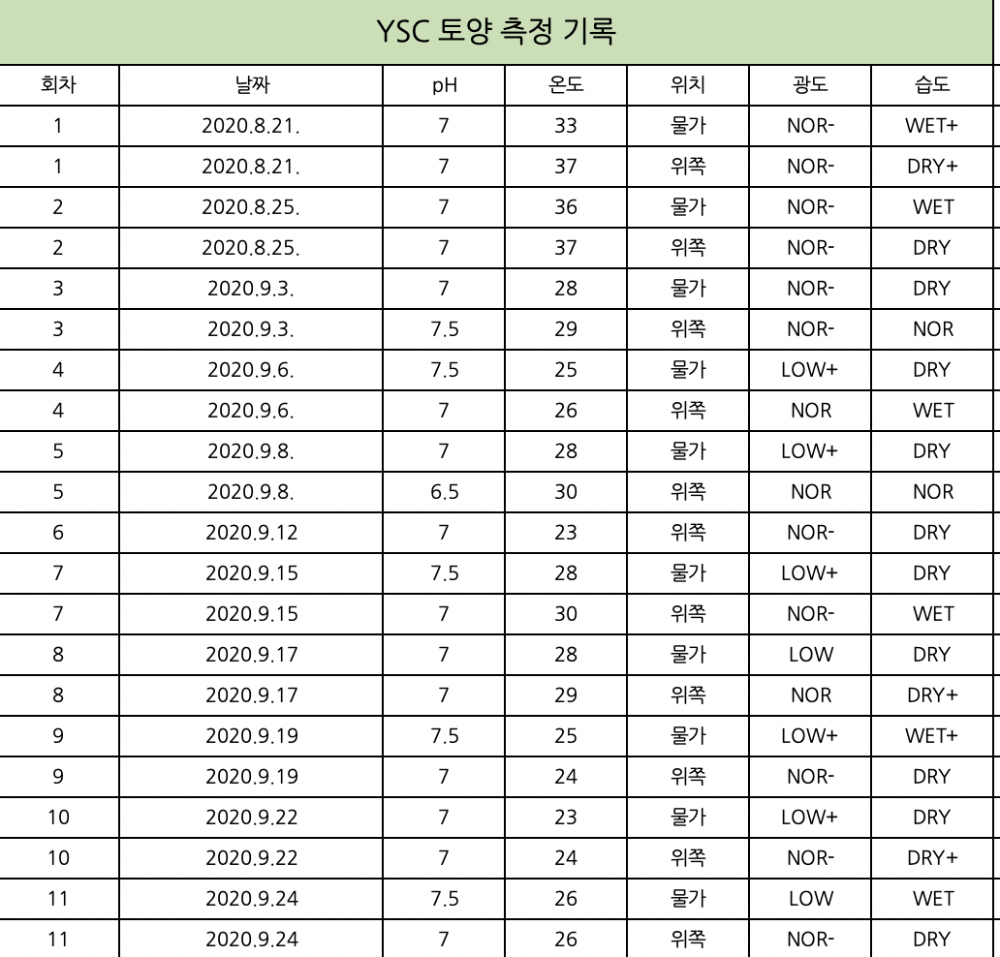 YSC 토양 측정 기록
회차 날짜 pH 온도 위치 광도 습도
1 2020.8.21. 7 33 물가 NOR- WET+
1 2020.8.21. 7 37 위쪽 NOR- DRY+
2 2020.8.25. 7 36 물가 NOR- WET
2 2020.8.25. 7 37 위쪽 NOR- DRY
3 2020.9.3. 7 28 물가 NOR- DRY
3 2020.9.3. 7.5 29 위쪽 NOR- NOR
4 2020.9.6. 7.5 25 물가 LOW+ DRY
4 2020.9.6. 7 26 위쪽 NOR WET
5 2020.9.8. 7 28 물가 LOW+ DRY
5 2020.9.8. 6.5 30 위쪽 NOR NOR
6 2020.9.12 7 23 위쪽 NOR- DRY
7 2020.9.15 7.5 28 물가 LOW+ DRY
7 2020.9.15 7 30 위쪽 NOR- WET
8 2020.9.17 7 28 물가 LOW DRY
8 2020.9.17 7 29 위쪽 NOR DRY+
9 2020.9.19 7.5 25 물가 LOW+ WET+
9 2020.9.19 7 24 위쪽 NOR- DRY
10 2020.9.22 7 23 물가 LOW+ DRY
10 2020.9.22 7 24 위쪽 NOR- DRY+
11 2020.9.24 7.5 26 물가 LOW WET
11 2020.9.24 7 26 위쪽 NOR- DRY